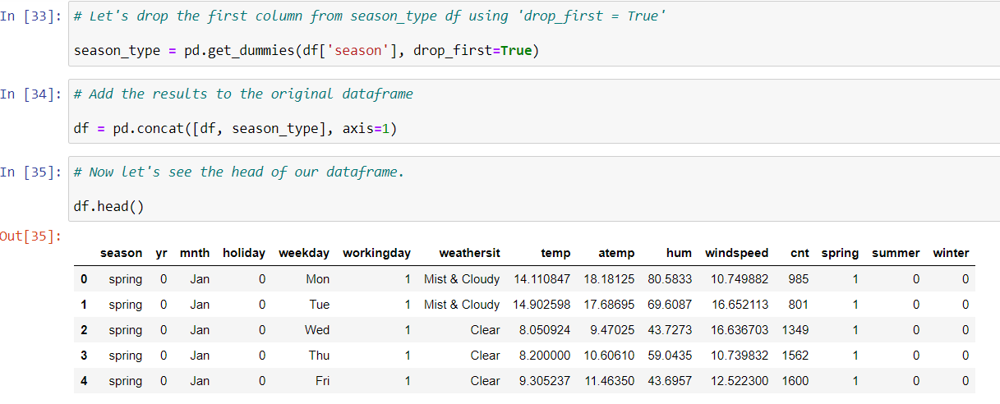 In [33]: # Let's drop the first column from season_type df using 'drop_first = True'
season_type = pd.get_dummies(df['season'], drop_first=True)
In [34]: # Add the results to the original dataframe
df = pd.concat([df, season_type], axis=1)
In [35]: # Now let's see the head of our dataframe.
df.head()
Out[35]:
season yr mnth holiday weekday workingday weathersit temp atemp hum windspeed cnt spring summer winter
0 spring 0 Jan 0 Mon 1 Mist & Cloudy 14.110847 18.18125 80.5833 10.749882 985 1 0 0
1 spring 0 Jan 0 Tue 1 Mist & Cloudy 14.902598 17.68695 69.6087 16.652113 801 1 0 0
2 spring 0 Jan 0 Wed 1 Clear 8.050924 9.47025 43.7273 16.636703 1349 1 0 0
3 spring 0 Jan 0 Thu 1 Clear 8.200000 10.60610 59.0435 10.739832 1562 1 0 0
4 spring 0 Jan 0 Fri 1 Clear 9.305237 11.46350 43.6957 12.522300 1600 1 0 0